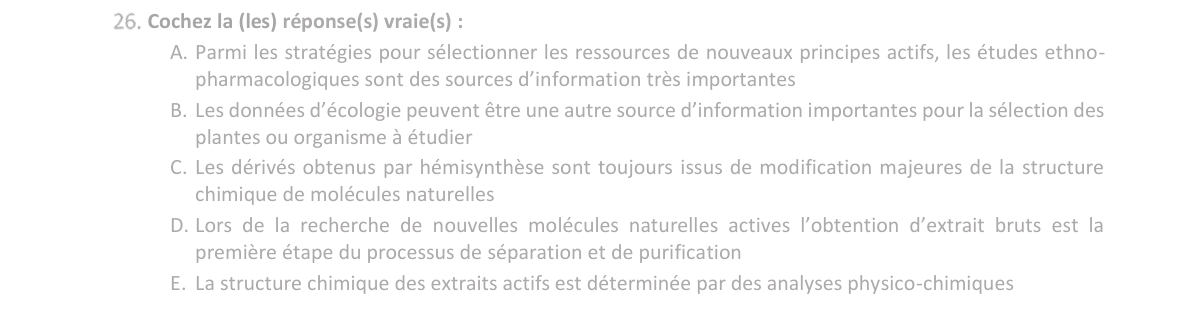 26. Cochez la (les) réponse(s) vraie(s) :
A. Parmi les stratégies pour sélectionner les ressources de nouveaux principes actifs, les études ethno-
pharmacologiques sont des sources d’information très importantes
B. Les données d’écologie peuvent être une autre source d’information importantes pour la sélection des
plantes ou organisme à étudier
C. Les dérivés obtenus par hémisynthèse sont toujours issus de modification majeures de la structure
chimique de molécules naturelles
D. Lors de la recherche de nouvelles molécules naturelles actives l’obtention d’extrait bruts est la
première étape du processus de séparation et de purification
E. La structure chimique des extraits actifs est déterminée par des analyses physico-chimiques